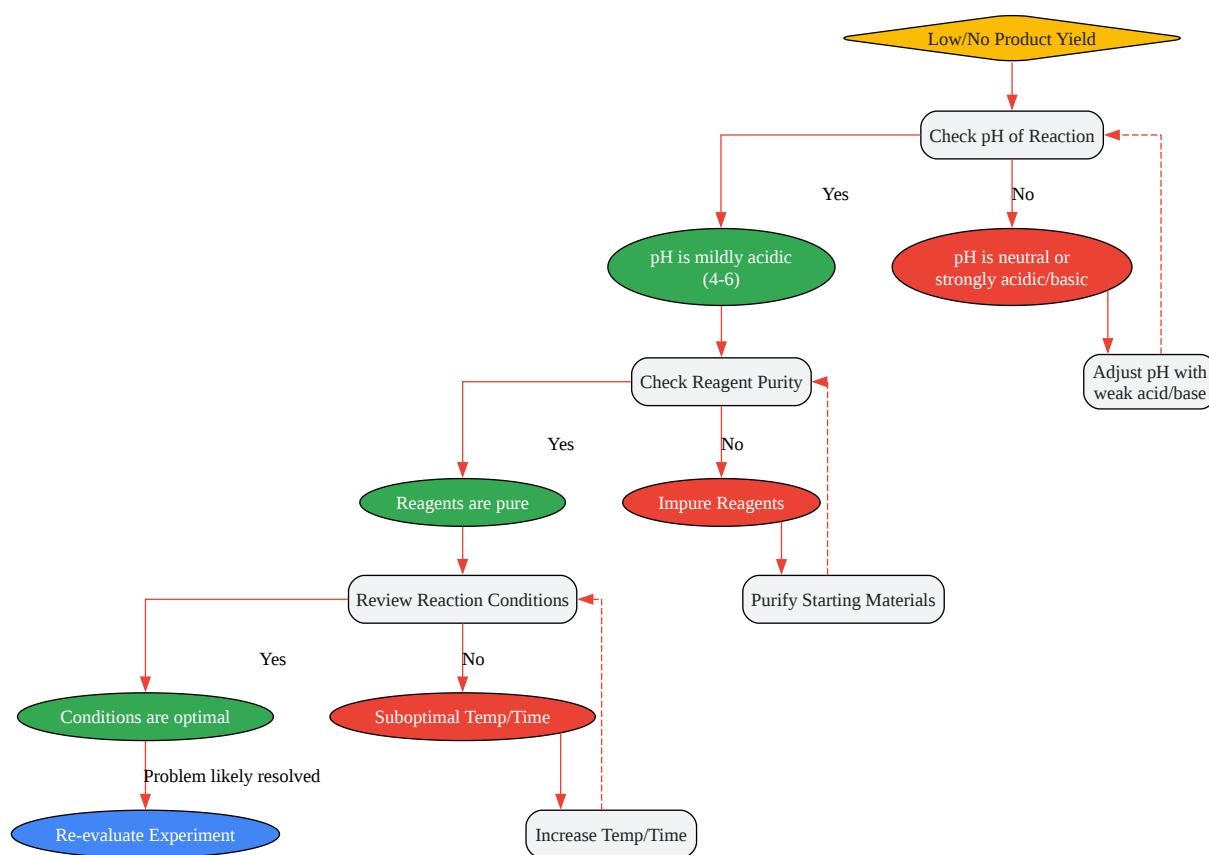 Low/No Product Yield
Check pH of Reaction
Yes
No
pH is mildly acidic
(4-6)
pH is neutral or
strongly acidic/basic
Adjust pH with
weak acid/base
Check Reagent Purity
Yes
No
Reagents are pure
Impure Reagents
Review Reaction Conditions
Purify Starting Materials
Yes
No
Conditions are optimal
Suboptimal Temp/Time
Problem likely resolved
Re-evaluate Experiment
Increase Temp/Time